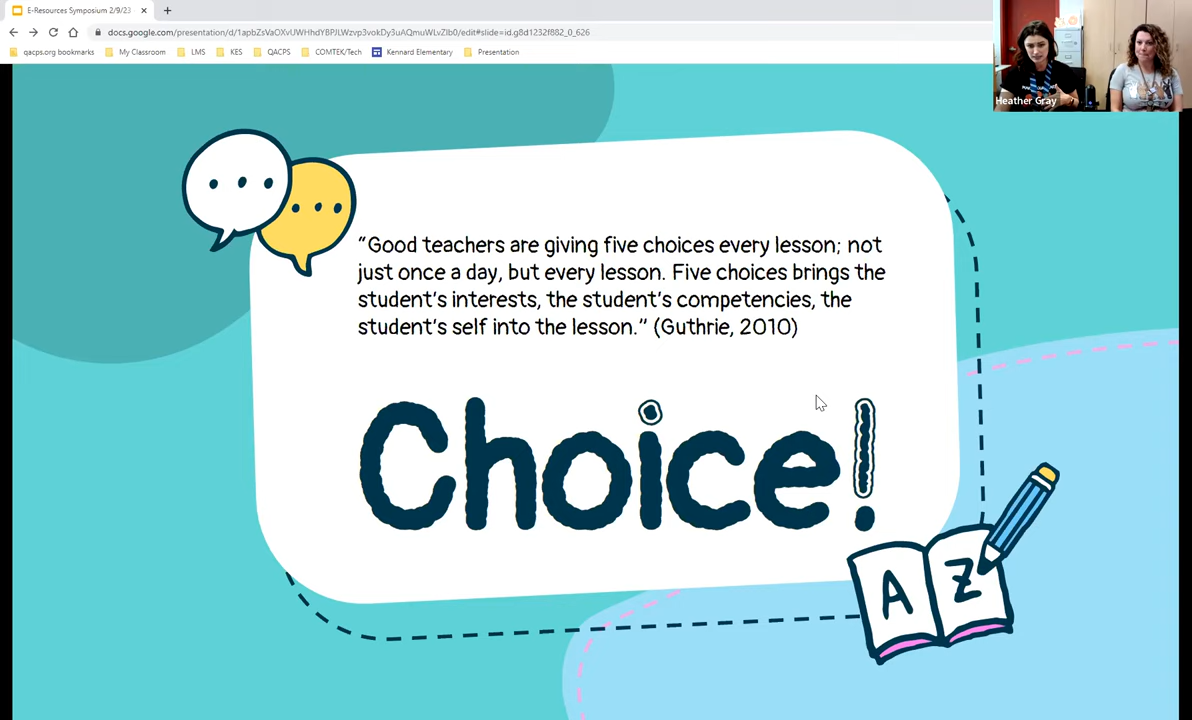 E-Resources Symposium 2/9/23
docs.google.com/presentation/d/1apbZsVaOXvUWHhdYBPJLWzvp3vokDy3uAQmuWLvZlb0/edit#slide=id.g8d1232f882_0_626
qacps.org bookmarks My Classroom LMS KES QACPS COMTEK/Tech Kennard Elementary Presentation
Heather Gray
“Good teachers are giving five choices every lesson; not
just once a day, but every lesson. Five choices brings the
student’s interests, the student’s competencies, the
student’s self into the lesson.” (Guthrie, 2010)
Choice!
A Z